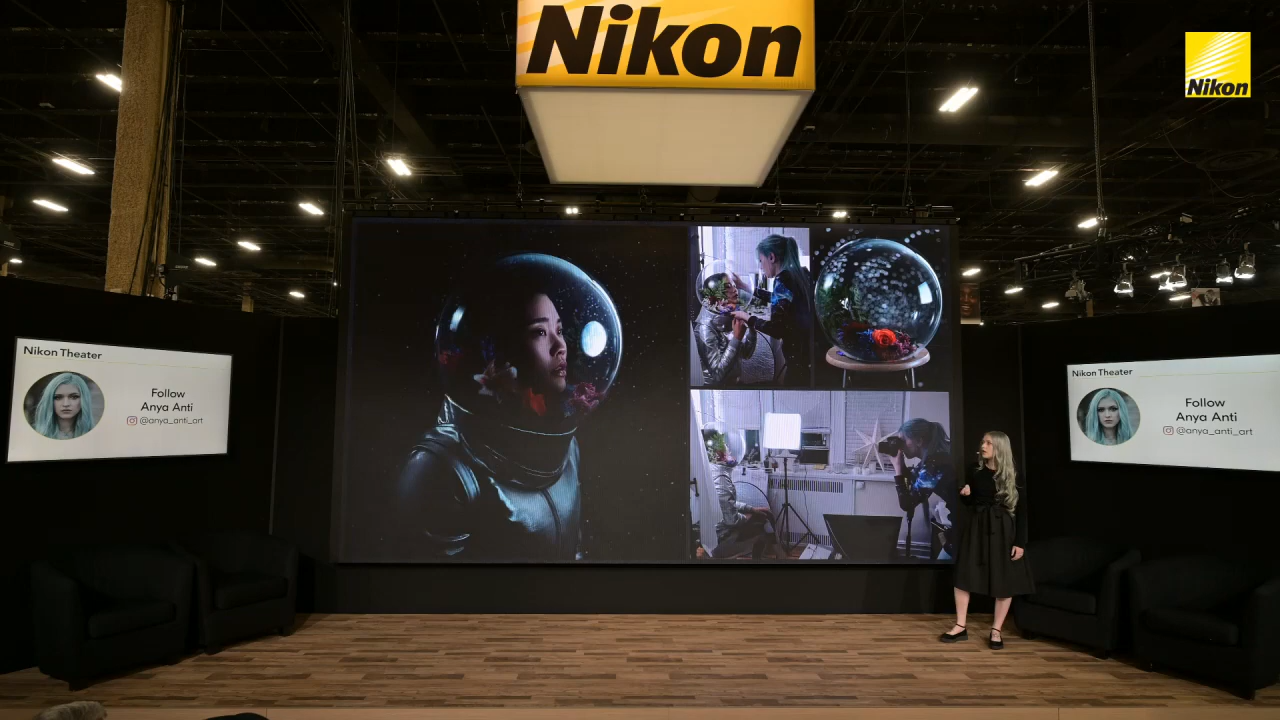 Nikon
Nikon
Nikon Theater
Follow
Anya Anti
@anya_anti_art
Nikon Theater
Follow
Anya Anti
@anya_anti_art